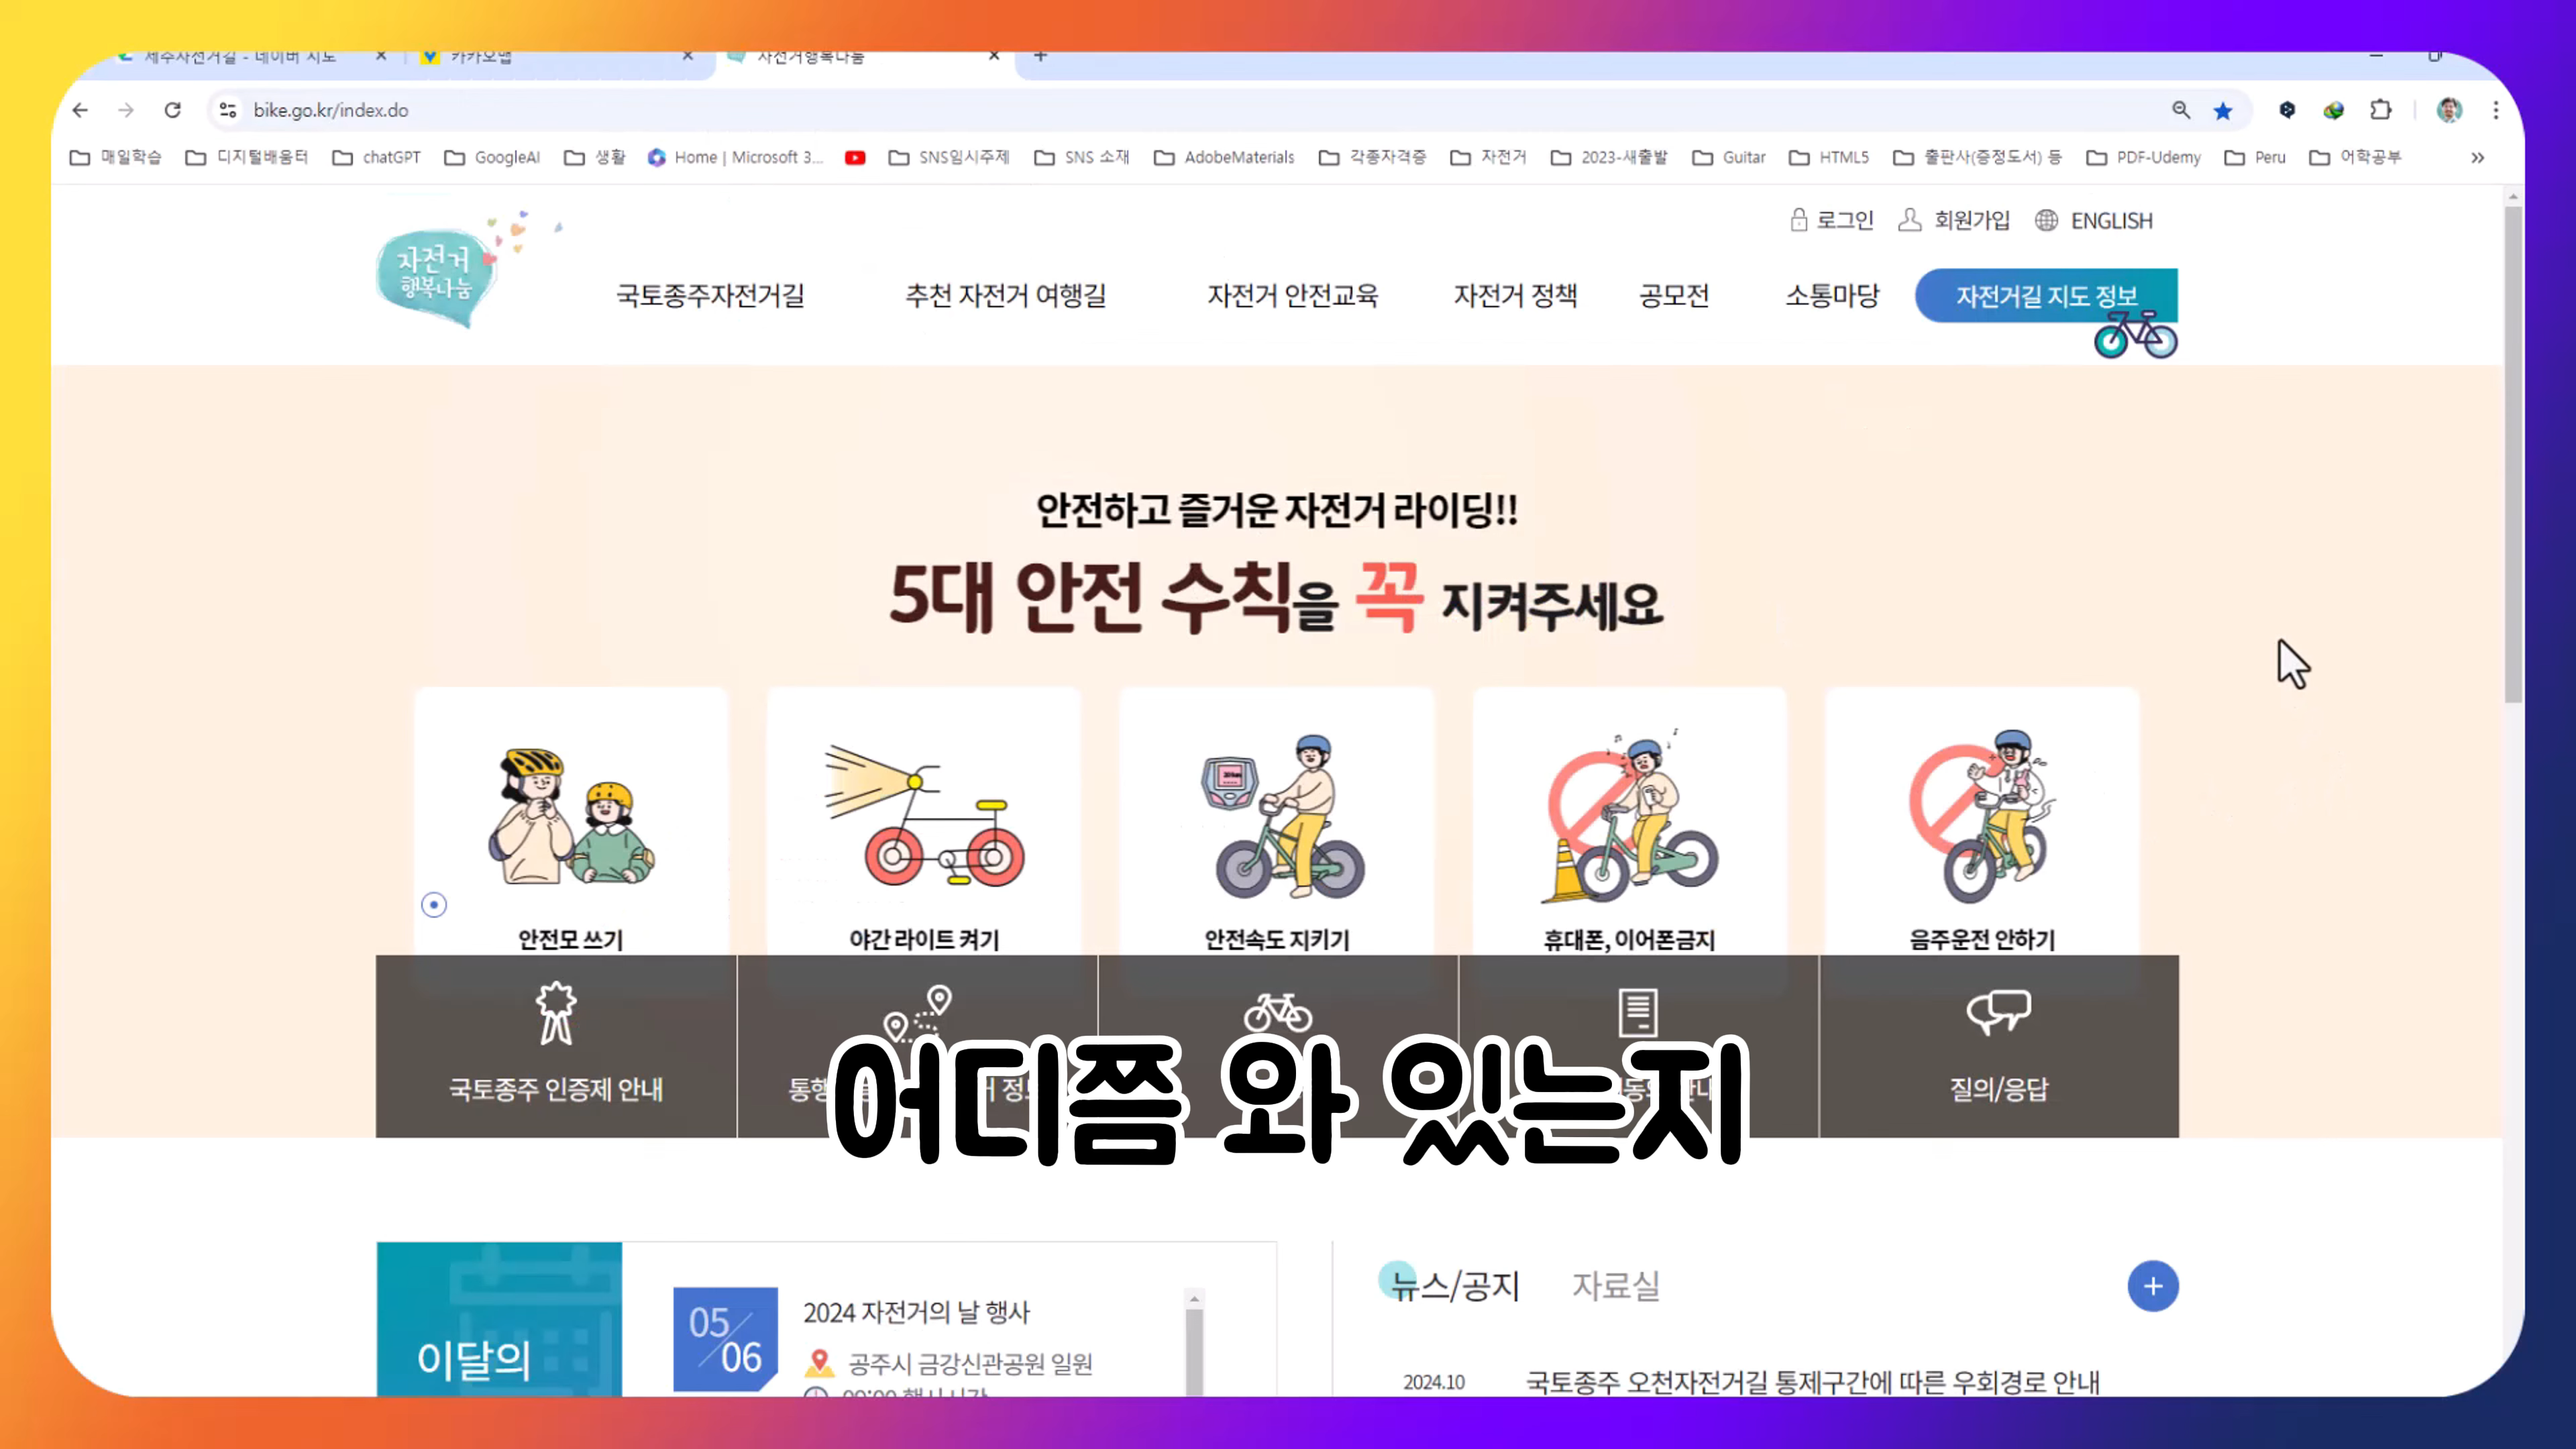 제주자전거길 - 네이버 지도
카카오맵
자전거행복나눔
bike.go.kr/index.do
매일학습 디지털배움터 chatGPT GoogleAI 생활 Home | Microsoft 3... SNS임시주제 SNS 소재 AdobeMaterials 각종자격증 자전거 2023-새출발 Guitar HTML5 출판사(증정도서) 등 PDF-Udemy Peru 어학공부 »
로그인 회원가입 ENGLISH
자전거
행복나눔
국토종주자전거길 추천 자전거 여행길 자전거 안전교육 자전거 정책 공모전 소통마당 자전거길 지도 정보
안전하고 즐거운 자전거 라이딩!!
5대 안전 수칙을 꼭 지켜주세요
안전모 쓰기 야간 라이트 켜기 안전속도 지키기 휴대폰, 이어폰금지 음주운전 안하기
국토종주 인증제 안내 통행 질의/응답
어디쯤 와 있는지
이달의
05/06
2024 자전거의 날 행사
공주시 금강신관공원 일원
09:00 행사시간
뉴스/공지 자료실
2024.10 국토종주 오천자전거길 통제구간에 따른 우회경로 안내